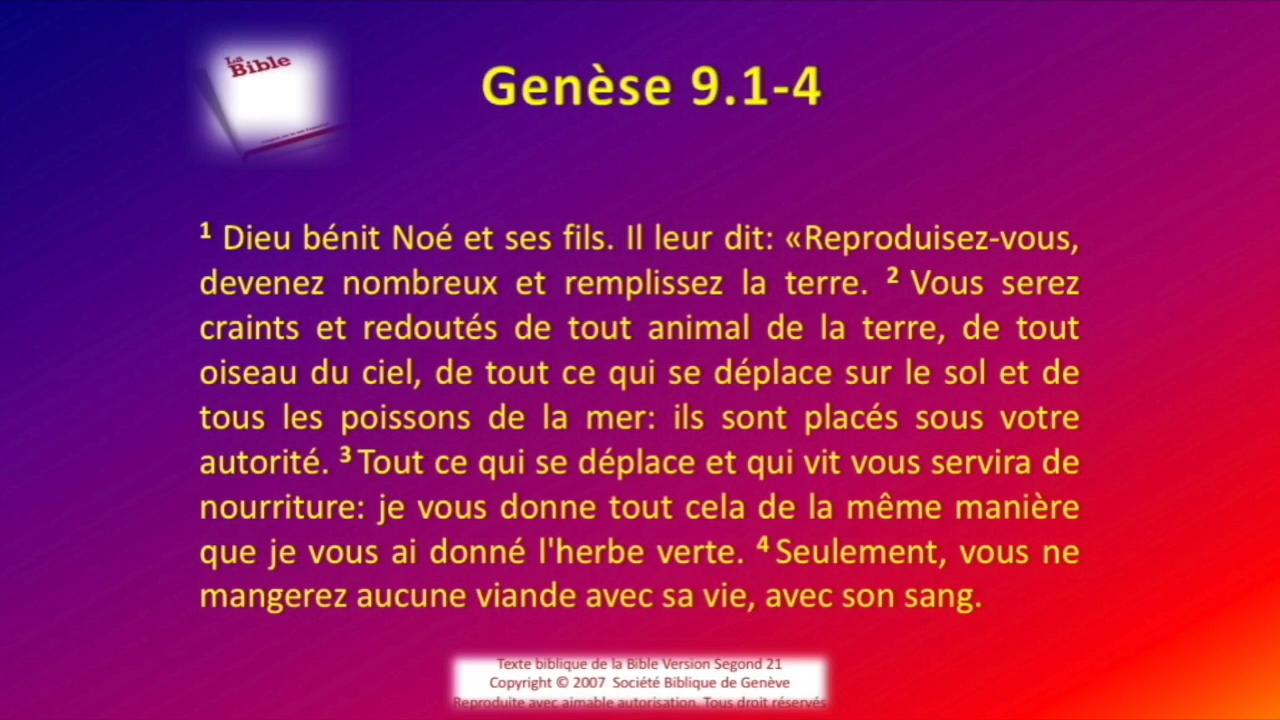 La
Bible
Genèse 9.1-4
1 Dieu bénit Noé et ses fils. Il leur dit: «Reproduisez-vous,
devenez nombreux et remplissez la terre. 2 Vous serez
craints et redoutés de tout animal de la terre, de tout
oiseau du ciel, de tout ce qui se déplace sur le sol et de
tous les poissons de la mer: ils sont placés sous votre
autorité. 3 Tout ce qui se déplace et qui vit vous servira de
nourriture: je vous donne tout cela de la même manière
que je vous ai donné l'herbe verte. 4 Seulement, vous ne
mangerez aucune viande avec sa vie, avec son sang.
Texte biblique de la Bible Version Segond 21
Copyright © 2007 Société Biblique de Genève
Reproduite avec aimable autorisation. Tous droit réservés